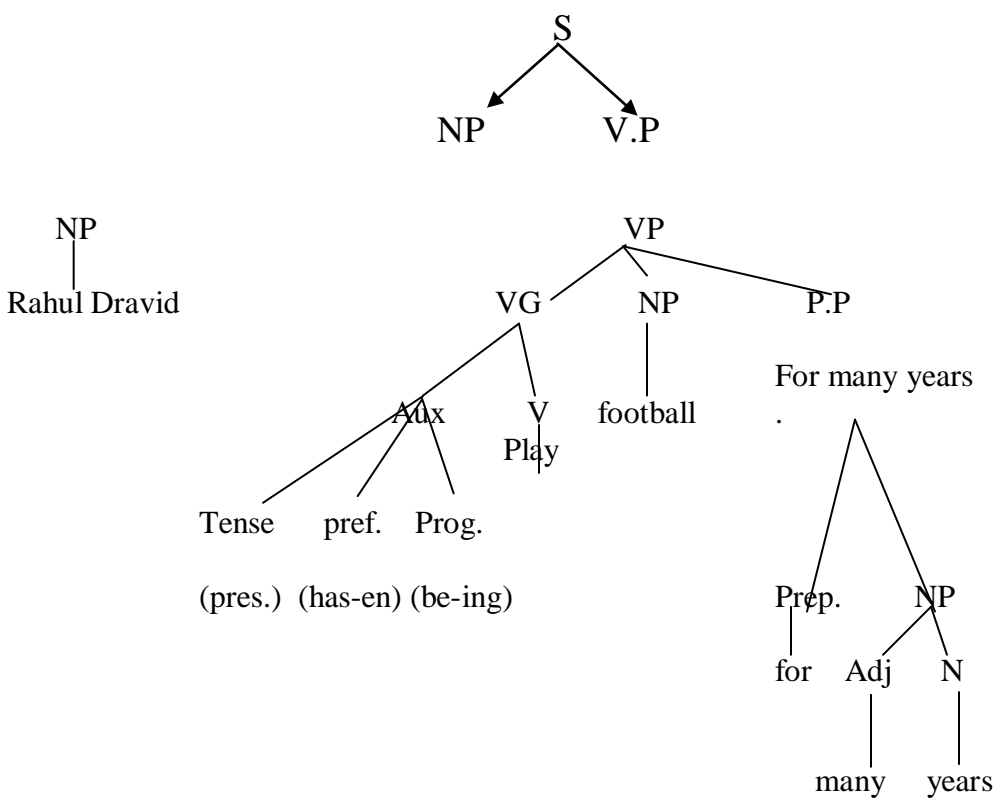 S
NP V.P
NP VP
Rahul Dravid VG NP P.P
For many years
Aux V football .
Play
Tense pref. Prog.
(pres.) (has-en) (be-ing) Prep. NP
for Adj N
many years